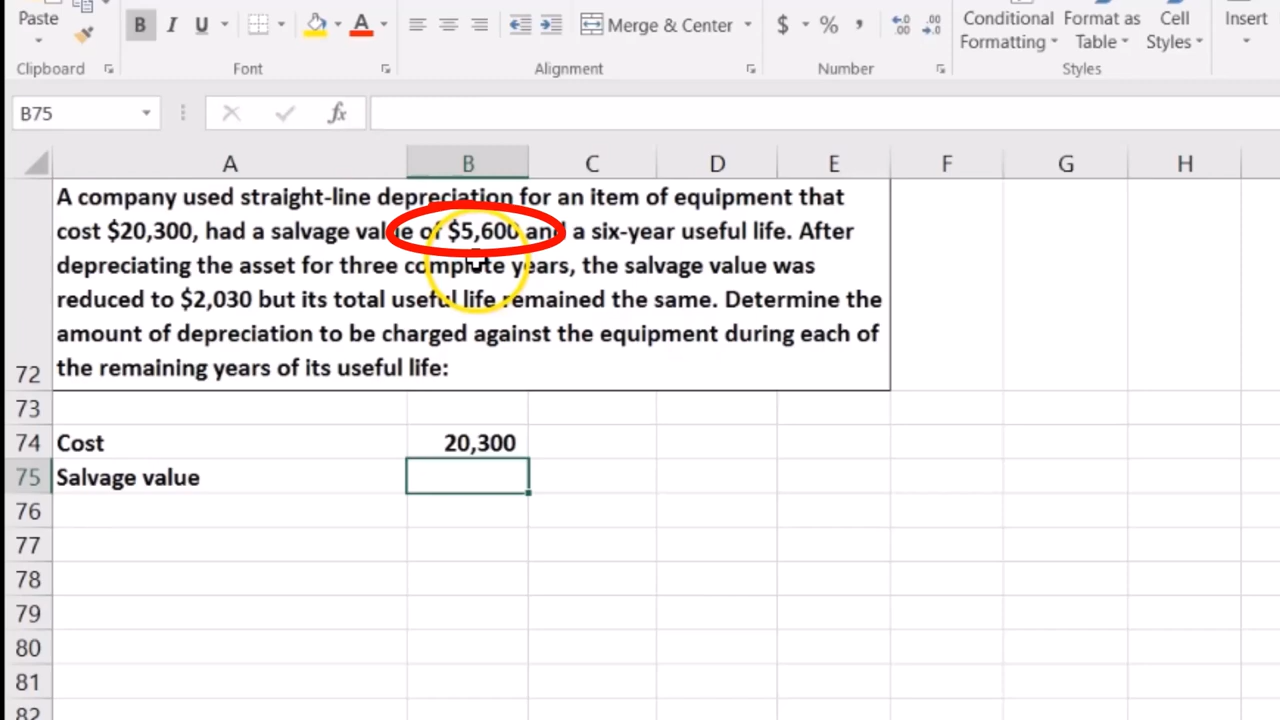 Paste
B I U
A
Merge & Center
$ % ,
Conditional Formatting
Format as Table
Cell Styles
Insert
Clipboard
Font
Alignment
Number
Styles
B75
fx
A B C D E F G H
A company used straight-line depreciation for an item of equipment that
cost $20,300, had a salvage value of $5,600 and a six-year useful life. After
depreciating the asset for three complete years, the salvage value was
reduced to $2,030 but its total useful life remained the same. Determine the
amount of depreciation to be charged against the equipment during each of
72 the remaining years of its useful life:
73
74 Cost 20,300
75 Salvage value
76
77
78
79
80
81
82